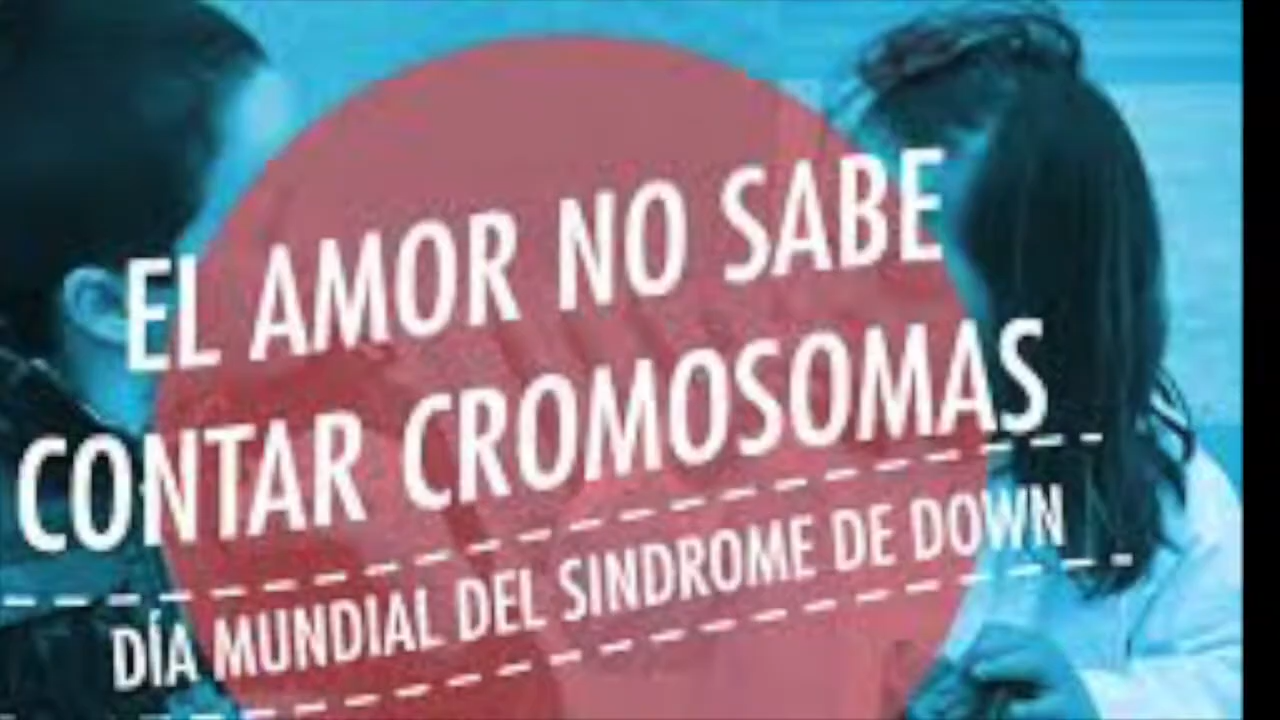 EL AMOR NO SABE
CONTAR CROMOSOMAS
DÍA MUNDIAL DEL SINDROME DE DOWN